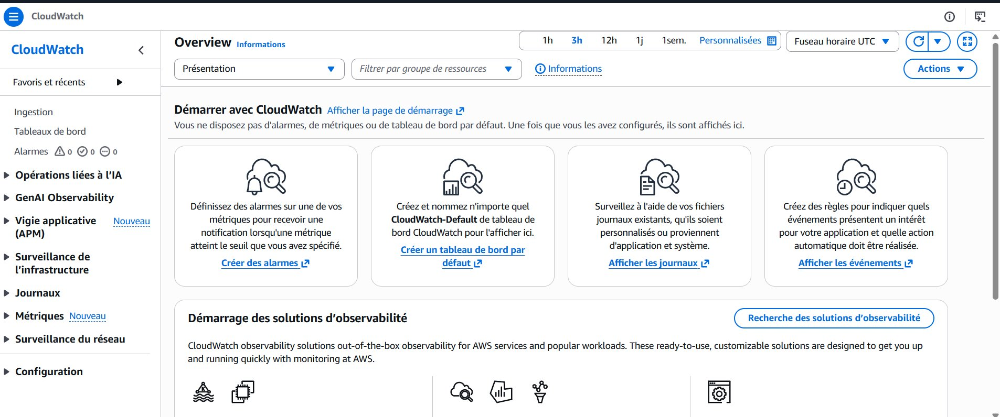 CloudWatch
CloudWatch
Favoris et récents
Ingestion
Tableaux de bord
Alarmes 0 0 0
Opérations liées à l'IA
GenAI Observability
Vigie applicative Nouveau
(APM)
Surveillance de
l'infrastructure
Journaux
Métriques Nouveau
Surveillance du réseau
Configuration
Overview Informations
1h 3h 12h 1j 1sem. Personnalisées
Fuseau horaire UTC
Présentation
Filtrer par groupe de ressources
Informations
Actions
Démarrer avec CloudWatch Afficher la page de démarrage
Vous ne disposez pas d'alarmes, de métriques ou de tableau de bord par défaut. Une fois que vous les avez configurés, ils sont affichés ici.
Définissez des alarmes sur une de vos
métriques pour recevoir une
notification lorsqu'une métrique
atteint le seuil que vous avez spécifié.
Créer des alarmes
Créez et nommez n'importe quel
CloudWatch-Default de tableau de
bord CloudWatch pour l'afficher ici.
Créer un tableau de bord par
défaut
Surveillez à l'aide de vos fichiers
journaux existants, qu'ils soient
personnalisés ou proviennent
d'application et système.
Afficher les journaux
Créez des règles pour indiquer quels
événements présentent un intérêt
pour votre application et quelle action
automatique doit être réalisée.
Afficher les événements
Démarrage des solutions d'observabilité
Recherche des solutions d'observabilité
CloudWatch observability solutions out-of-the-box observability for AWS services and popular workloads. These ready-to-use, customizable solutions are designed to get you up
and running quickly with monitoring at AWS.